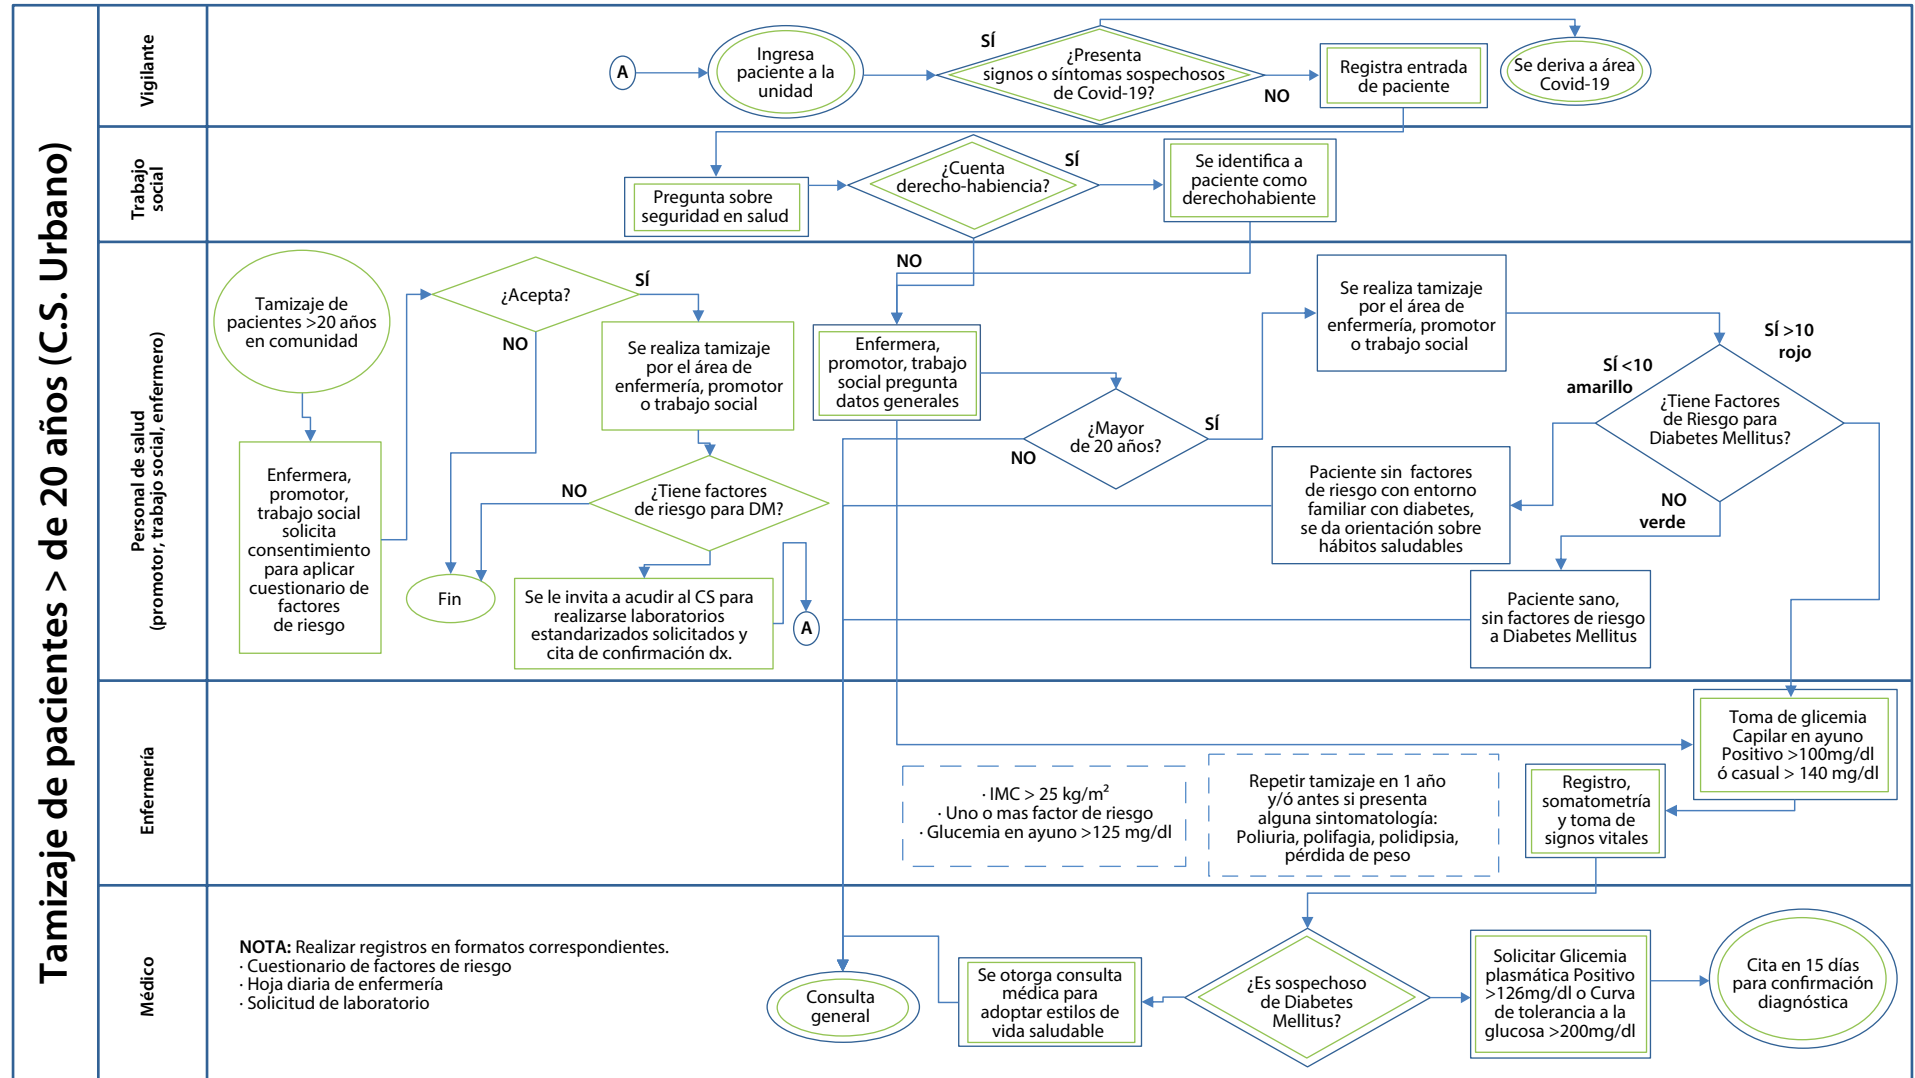 Tamizaje de pacientes > de 20 años (C.S. Urbano)
Vigilante
A
Ingresa
paciente a la
unidad
SÍ
¿Presenta
signos o síntomas sospechosos
de Covid-19?
NO
Registra entrada
de paciente
Se deriva a área
Covid-19
Trabajo
social
Pregunta sobre
seguridad en salud
¿Cuenta
derecho-habiencia?
SÍ
Se identifica a
paciente como
derechohabiente
NO
Personal de salud
(promotor, trabajo social, enfermero)
Tamizaje de
pacientes >20 años
en comunidad
Enfermera,
promotor,
trabajo social
solicita
consentimiento
para aplicar
cuestionario de
factores
de riesgo
¿Acepta?
SÍ
NO
Se realiza tamizaje
por el área de
enfermería, promotor
o trabajo social
¿Tiene factores
de riesgo para DM?
NO
Fin
Se le invita a acudir al CS para
realizarse laboratorios
estandarizados solicitados y
cita de confirmación dx.
A
Enfermera,
promotor, trabajo
social pregunta
datos generales
¿Mayor
de 20 años?
SÍ
NO
Se realiza tamizaje
por el área de
enfermería, promotor
o trabajo social
SÍ >10
rojo
SÍ <10
amarillo
¿Tiene Factores
de Riesgo para
Diabetes Mellitus?
NO
verde
Paciente sin factores
de riesgo con entorno
familiar con diabetes,
se da orientación sobre
hábitos saludables
Paciente sano,
sin factores de riesgo
a Diabetes Mellitus
Enfermería
Toma de glicemia
Capilar en ayuno
Positivo >100mg/dl
ó casual > 140 mg/dl
Registro,
somatometría
y toma de
signos vitales
· IMC > 25 kg/m²
· Uno o mas factor de riesgo
· Glucemia en ayuno >125 mg/dl
Repetir tamizaje en 1 año
y/ó antes si presenta
alguna sintomatología:
Poliuria, polifagia, polidipsia,
pérdida de peso
Médico
NOTA: Realizar registros en formatos correspondientes.
· Cuestionario de factores de riesgo
· Hoja diaria de enfermería
· Solicitud de laboratorio
Consulta
general
Se otorga consulta
médica para
adoptar estilos de
vida saludable
¿Es sospechoso
de Diabetes
Mellitus?
Solicitar Glicemia
plasmática Positivo
>126mg/dl o Curva
de tolerancia a la
glucosa >200mg/dl
Cita en 15 días
para confirmación
diagnóstica